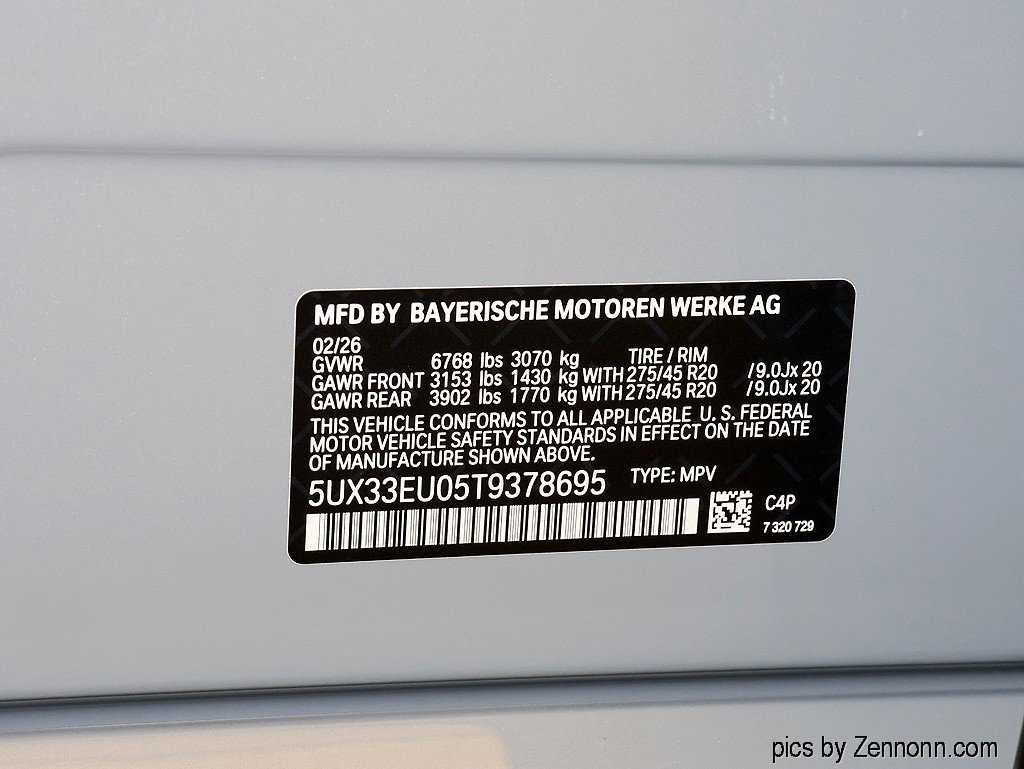 MFD BY BAYERISCHE MOTOREN WERKE AG
02/26
GVWR 6768 lbs 3070 kg TIRE / RIM
GAWR FRONT 3153 lbs 1430 kg WITH 275/45 R20 / 9.0Jx 20
GAWR REAR 3902 lbs 1770 kg WITH 275/45 R20 / 9.0Jx 20
THIS VEHICLE CONFORMS TO ALL APPLICABLE U. S. FEDERAL
MOTOR VEHICLE SAFETY STANDARDS IN EFFECT ON THE DATE
OF MANUFACTURE SHOWN ABOVE.
5UX33EU05T9378695 TYPE: MPV
C4P
7 320 729
pics by Zennonn.com